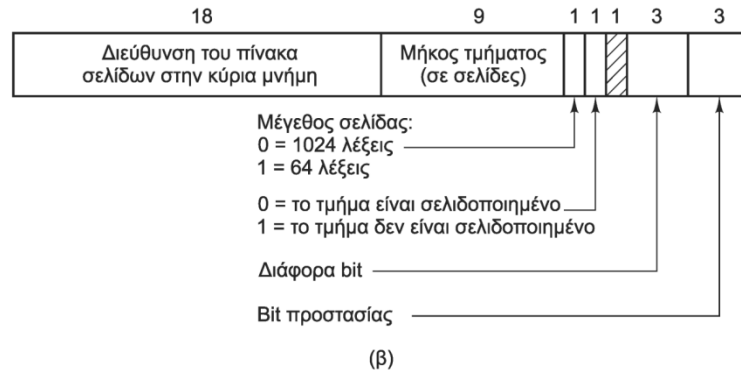 18 9 1 1 1 3 3
Διεύθυνση του πίνακα
σελίδων στην κύρια μνήμη
Μήκος τμήματος
(σε σελίδες)
Μέγεθος σελίδας:
0 = 1024 λέξεις
1 = 64 λέξεις
0 = το τμήμα είναι σελιδοποιημένο
1 = το τμήμα δεν είναι σελιδοποιημένο
Διάφορα bit
Bit προστασίας
(β)